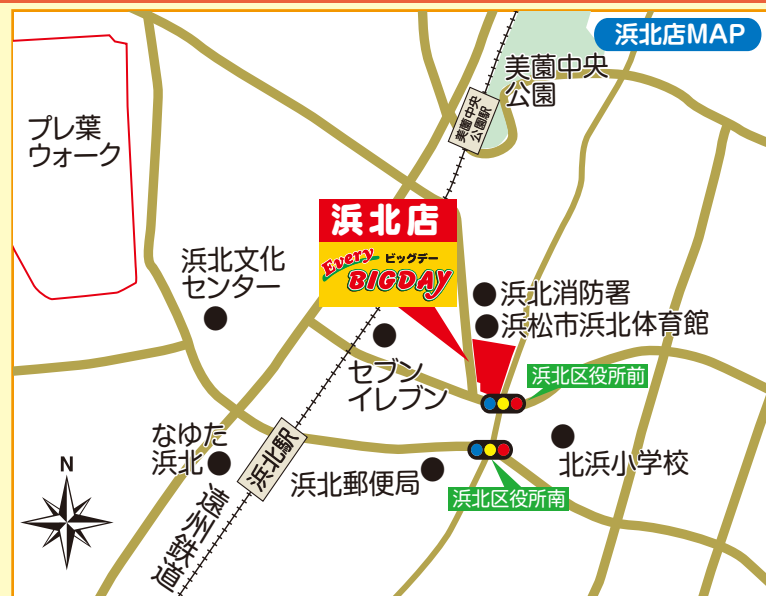 浜北店MAP
美薗中央
公園
美薗中央
公園駅
プレ葉
ウォーク
浜北店
Every ビッグデー
BIGDAY
浜北文化
センター
浜北消防署
浜松市浜北体育館
セブン
イレブン
浜北区役所前
なゆた
浜北
浜北駅
浜北郵便局
北浜小学校
浜北区役所南
遠州鉄道
N